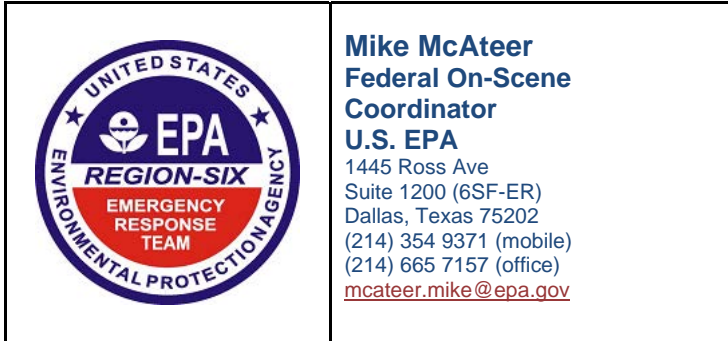 UNITED STATES
EPA
REGION-SIX
EMERGENCY
RESPONSE
TEAM
ENVIRONMENTAL PROTECTION AGENCY
Mike McAteer
Federal On-Scene
Coordinator
U.S. EPA
1445 Ross Ave
Suite 1200 (6SF-ER)
Dallas, Texas 75202
(214) 354 9371 (mobile)
(214) 665 7157 (office)
mcateer.mike@epa.gov